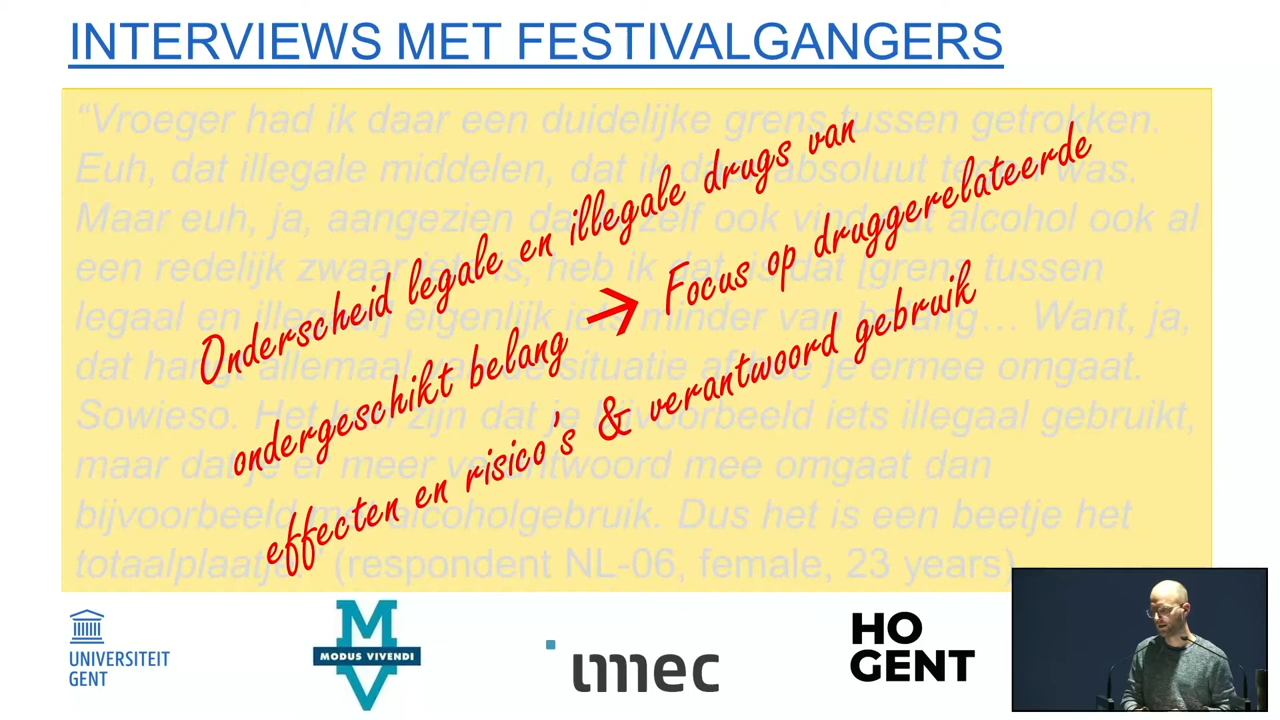 INTERVIEWS MET FESTIVALGANGERS
“Vroeger had ik daar een duidelijke grens tussen getrokken.
Euh, dat illegale middelen, dat ik daar absoluut tegen was.
Maar euh, ja, aangezien dat ik zelf ook vind dat alcohol ook al
een redelijk zwaar iets is, heb ik dat, is dat [grens tussen
legaal en illegaal] eigenlijk iets minder van belang… Want, ja,
dat hangt allemaal van de situatie af hoe je ermee omgaat.
Sowieso. Het kan zijn dat je bijvoorbeeld iets illegaal gebruikt,
maar dat je er meer verantwoord mee omgaat dan
bijvoorbeeld met alcoholgebruik. Dus het is een beetje het
totaalplaatje.” (respondent NL-06, female, 23 years)
Onderscheid legale en illegale drugs van
ondergeschikt belang → Focus op druggerelateerde
effecten en risico's & verantwoord gebruik
UNIVERSITEIT
GENT
M
MODUS VIVENDI
V
imec
HO
GENT